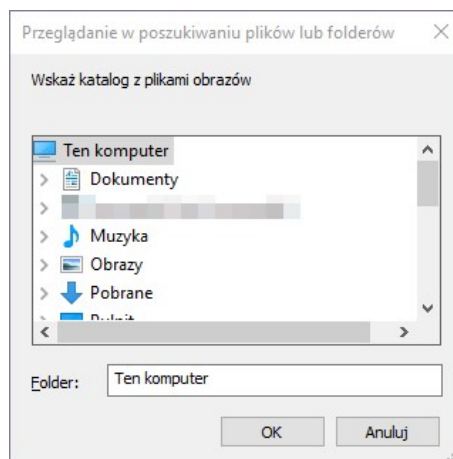 Przeglądanie w poszukiwaniu plików lub folderów
Wskaż katalog z plikami obrazów
Ten komputer
Dokumenty
Muzyka
Obrazy
Pobrane
Folder:
Ten komputer
OK
Anuluj